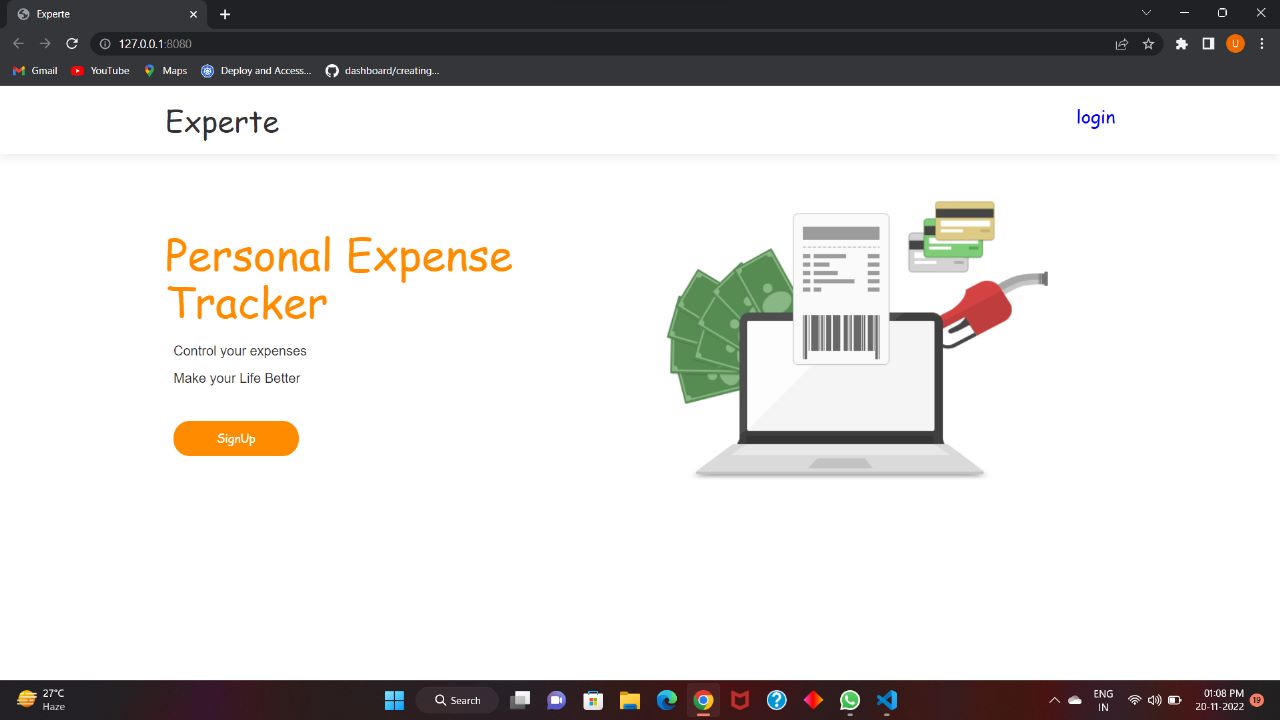 Experte
127.0.0.1:8080
U
Gmail
YouTube
Maps
Deploy and Access...
dashboard/creating...
Experte
login
Personal Expense
Tracker
Control your expenses
Make your Life Better
SignUp
27°C
Haze
Search
ENG
IN
01:08 PM
20-11-2022
19